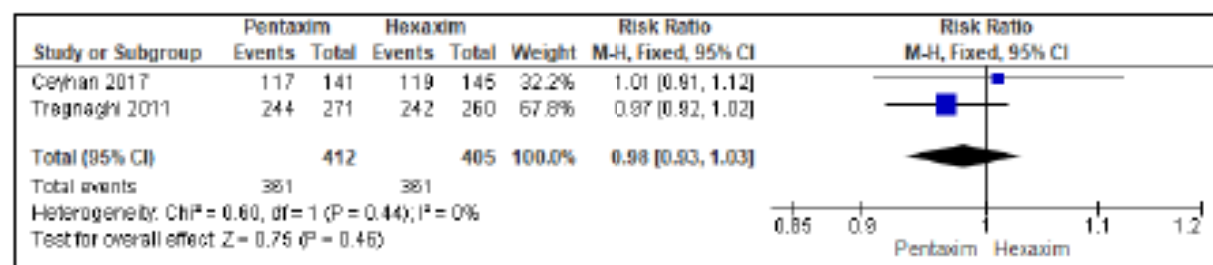 Pentaxim Hexaxim Risk Ratio Risk Ratio
Study or Subgroup Events Total Events Total Weight M-H, Fixed, 95% CI M-H, Fixed, 95% CI
Ceyhan 2017 117 141 119 145 32.2% 1.01 [0.91, 1.12]
Tregnaghi 2011 244 271 242 260 67.8% 0.97 [0.92, 1.02]
Total (95% CI) 412 405 100.0% 0.98 [0.93, 1.03]
Total events 361 361
Heterogeneity: Chi² = 0.60, df = 1 (P = 0.44); I² = 0%
Test for overall effect: Z = 0.75 (P = 0.46)
0.85 0.9 1 1.1 1.2
Pentaxim Hexaxim